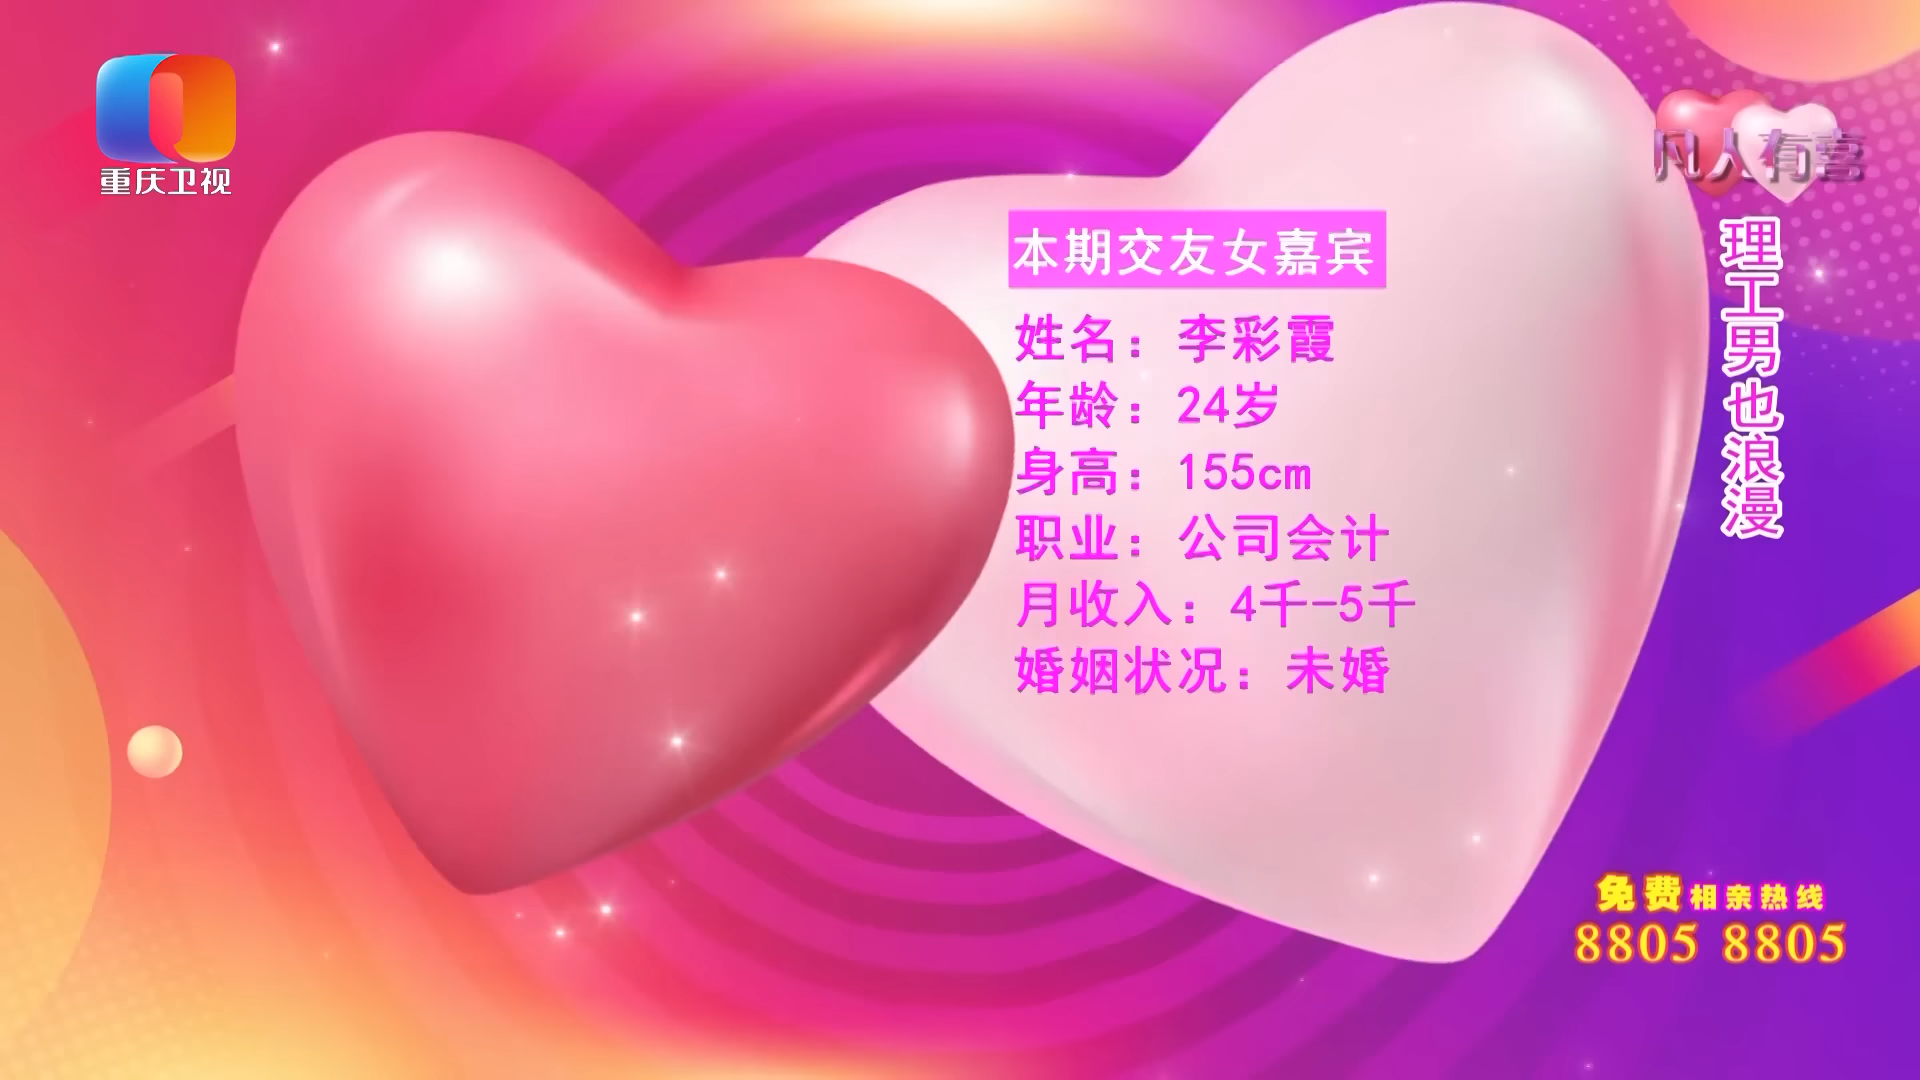 重庆卫视
凡人有喜
理工男也浪漫
本期交友女嘉宾
姓名：李彩霞
年龄：24岁
身高：155cm
职业：公司会计
月收入：4千-5千
婚姻状况：未婚
免费相亲热线
8805 8805